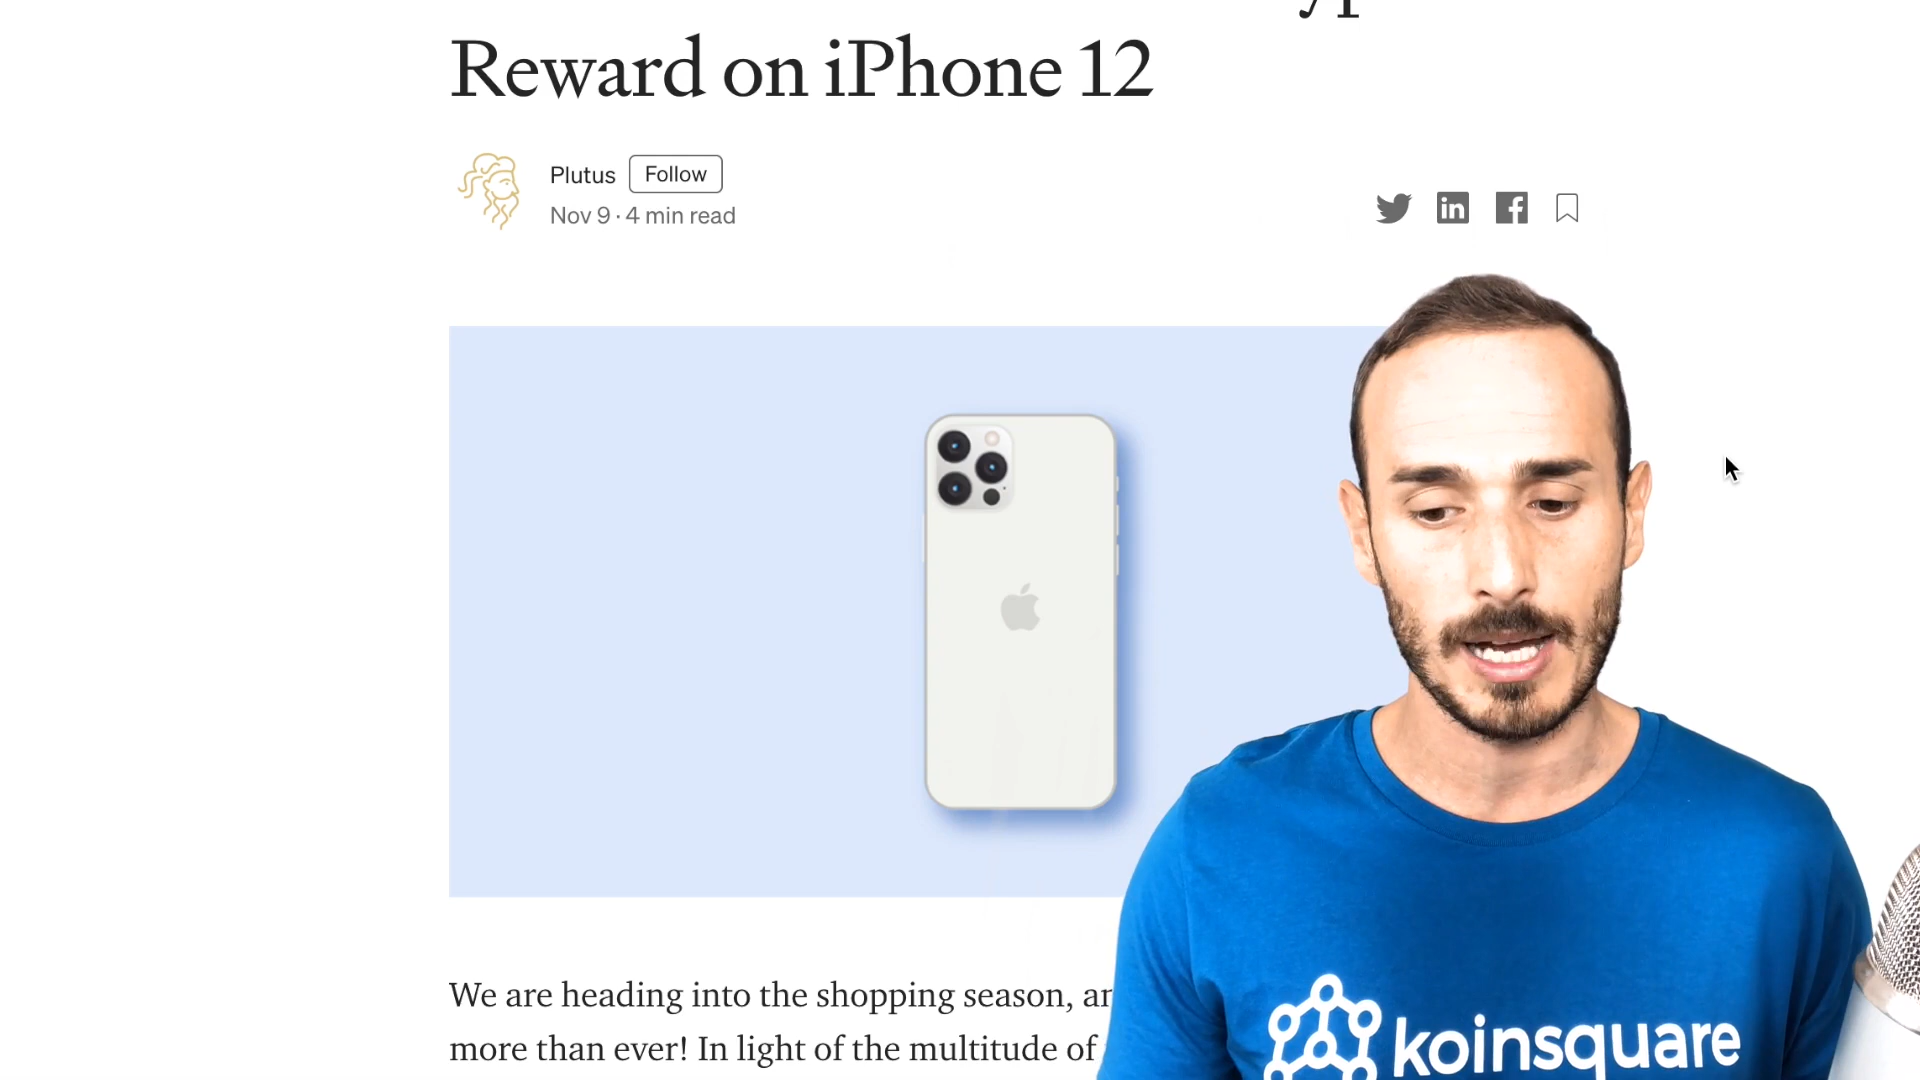 Reward on iPhone 12
Plutus Follow
Nov 9 · 4 min read
in
We are heading into the shopping season,
more than ever! In light of the multitude of
koinsquare